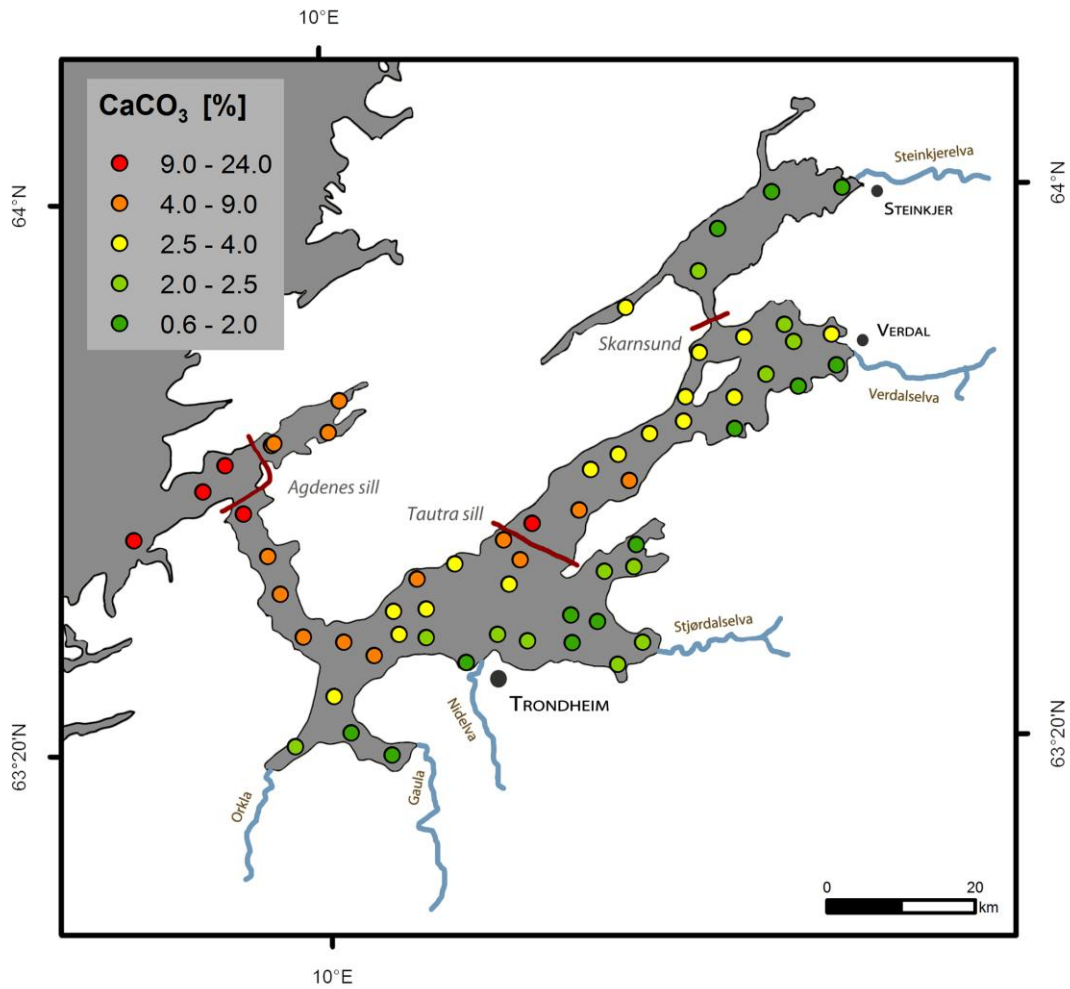 10°E
CaCO₃ [%]
9.0 - 24.0
4.0 - 9.0
2.5 - 4.0
2.0 - 2.5
0.6 - 2.0
64°N
64°N
Steinkjerelva
STEINKJER
Skarnsund
VERDAL
Verdalselva
Agdenes sill
Tautra sill
Stjørdalselva
TRONDHEIM
Nidelva
Orkla
Gaula
63°20'N
63°20'N
0 20
km
10°E